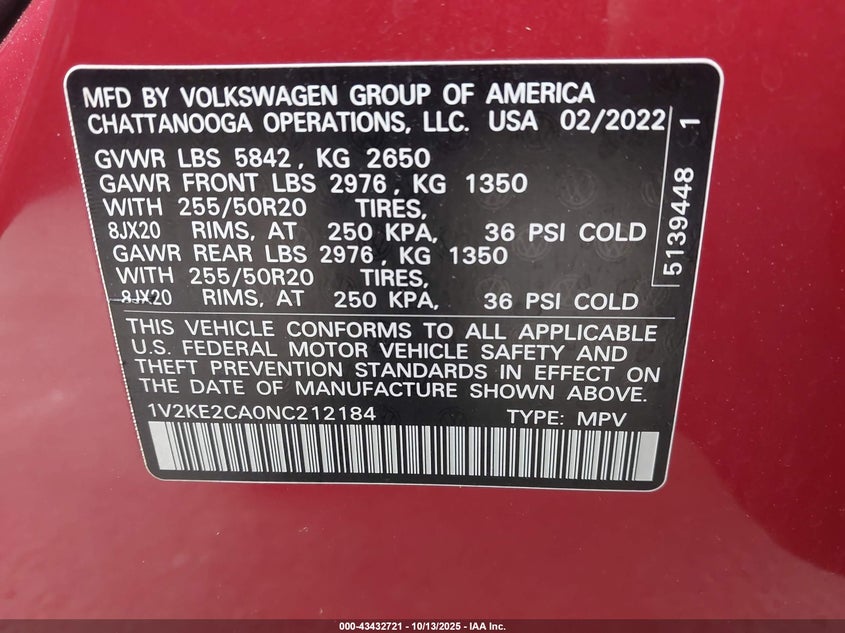 MFD BY VOLKSWAGEN GROUP OF AMERICA
CHATTANOOGA OPERATIONS, LLC. USA 02/2022
GVWR LBS 5842, KG 2650
GAWR FRONT LBS 2976, KG 1350
WITH 255/50R20 TIRES,
8JX20 RIMS, AT 250 KPA, 36 PSI COLD
GAWR REAR LBS 2976, KG 1350
WITH 255/50R20 TIRES,
8JX20 RIMS, AT 250 KPA, 36 PSI COLD
5139448 1
THIS VEHICLE CONFORMS TO ALL APPLICABLE
U.S. FEDERAL MOTOR VEHICLE SAFETY AND
THEFT PREVENTION STANDARDS IN EFFECT ON
THE DATE OF MANUFACTURE SHOWN ABOVE.
1V2KE2CA0NC212184 TYPE: MPV
000-43432721 - 10/13/2025 - IAA Inc.